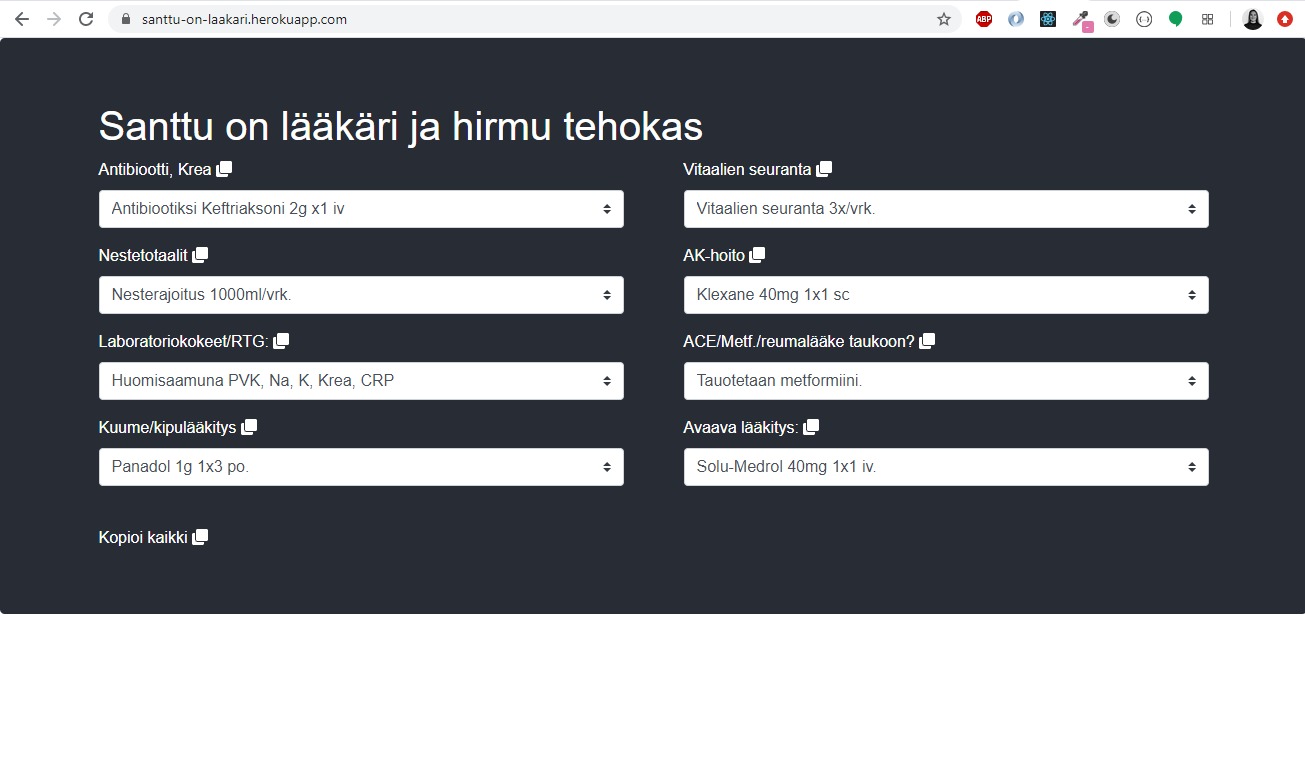 santtu-on-laakari.herokuapp.com
ABP
Santtu on lääkäri ja hirmu tehokas
Antibiootti, Krea
Antibiootiksi Keftriaksoni 2g x1 iv
Vitaalien seuranta
Vitaalien seuranta 3x/vrk.
Nestetotaalit
Nesterajoitus 1000ml/vrk.
AK-hoito
Klexane 40mg 1x1 sc
Laboratoriokokeet/RTG:
Huomisaamuna PVK, Na, K, Krea, CRP
ACE/Metf./reumalääke taukoon?
Tauotetaan metformiini.
Kuume/kipulääkitys
Panadol 1g 1x3 po.
Avaava lääkitys:
Solu-Medrol 40mg 1x1 iv.
Kopioi kaikki